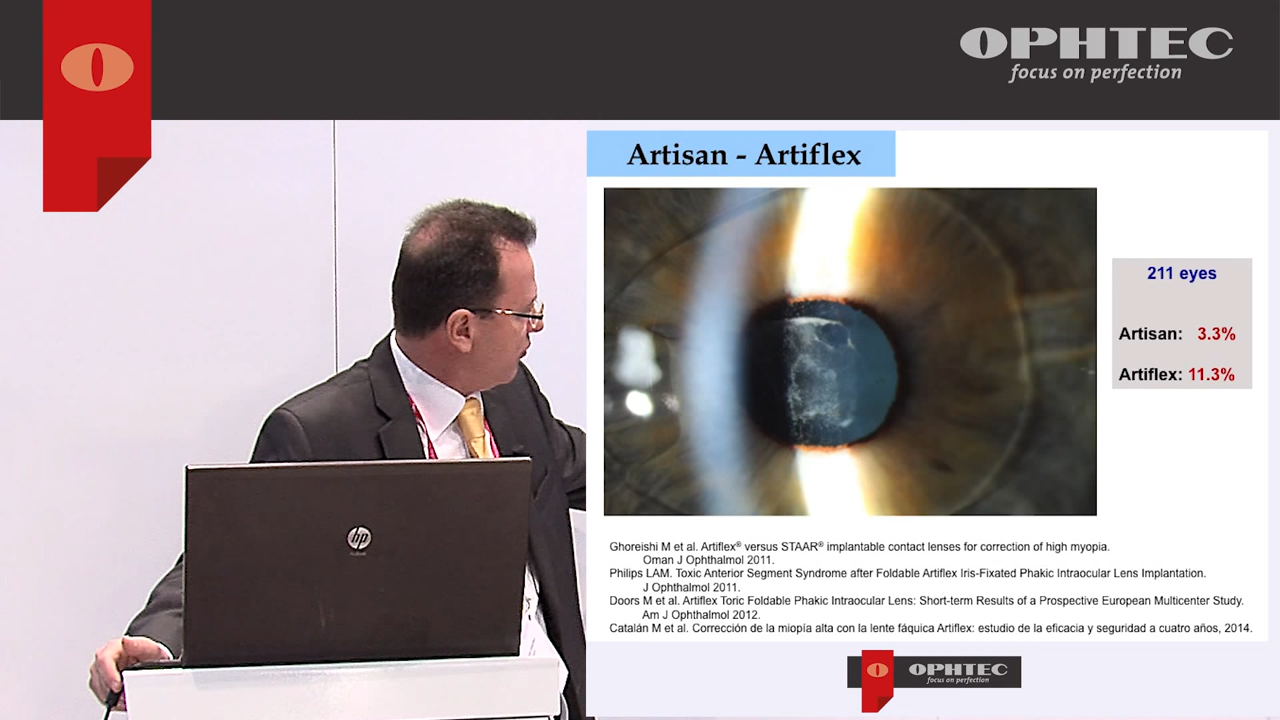 OPHTEC
focus on perfection
Artisan - Artiflex
211 eyes
Artisan: 3.3%
Artiflex: 11.3%
Ghoreishi M et al. Artiflex® versus STAAR® implantable contact lenses for correction of high myopia.
Oman J Ophthalmol 2011.
Philips LAM. Toxic Anterior Segment Syndrome after Foldable Artiflex Iris-Fixated Phakic Intraocular Lens Implantation.
J Ophthalmol 2011.
Doors M et al. Artiflex Toric Foldable Phakic Intraocular Lens: Short-term Results of a Prospective European Multicenter Study.
Am J Ophthalmol 2012.
Catalán M et al. Corrección de la miopía alta con la lente fáquica Artiflex: estudio de la eficacia y seguridad a cuatro años, 2014.
hp
OPHTEC
focus on perfection